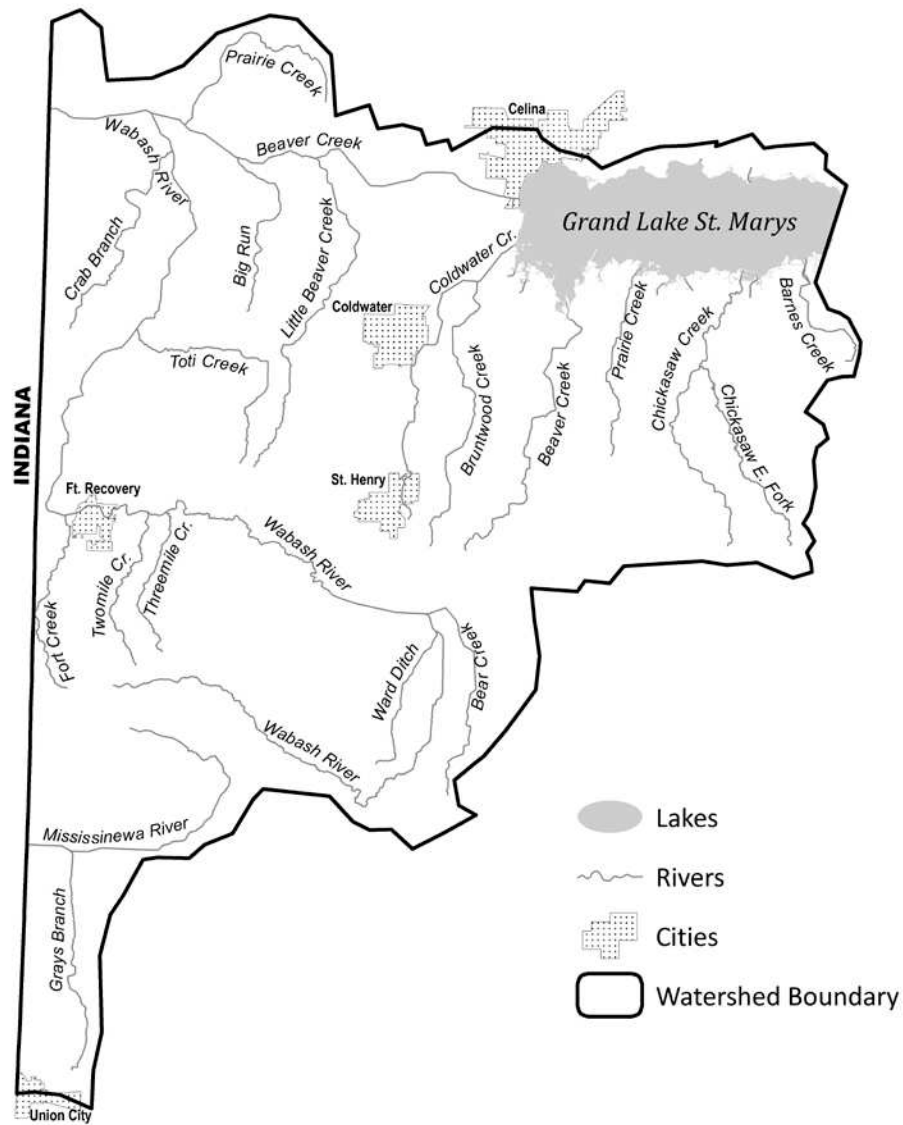 Prairie Creek
Celina
Wabash
River
Beaver Creek
Grand Lake St. Marys
Crab Branch
Big Run
Little Beaver Creek
Coldwater Cr.
Coldwater
Barnes Creek
Prairie Creek
Chickasaw Creek
Toti Creek
Bruntwood Creek
Beaver Creek
Chickasaw E. Fork
INDIANA
Ft. Recovery
St. Henry
Wabash River
Twomile Cr.
Threemile Cr.
Fort Creek
Ward Ditch
Bear Creek
Wabash River
Mississinewa River
Grays Branch
Union City
Lakes
Rivers
Cities
Watershed Boundary